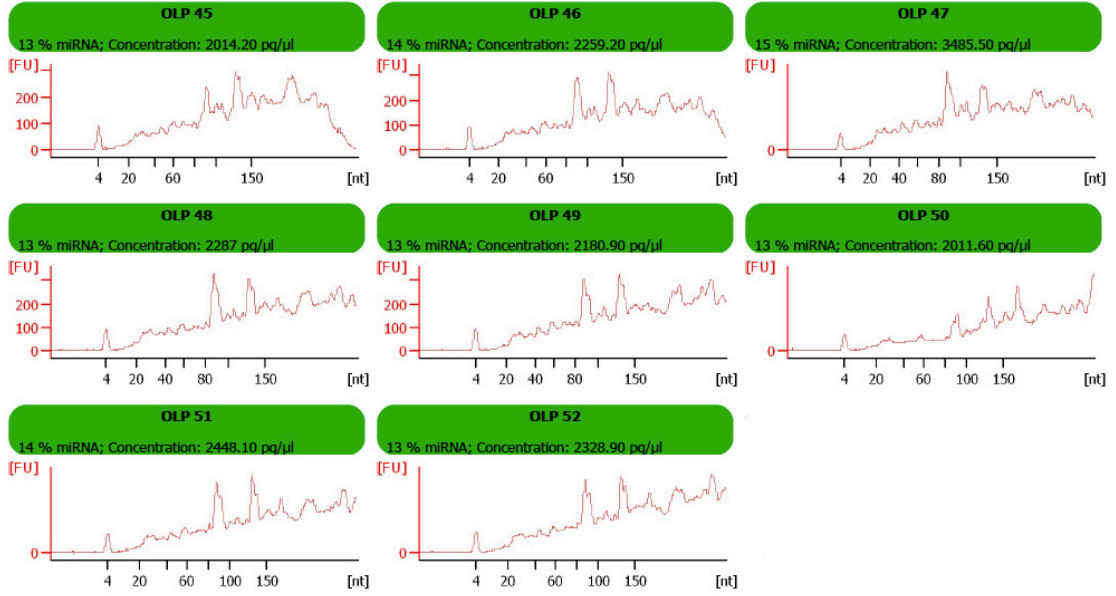 OLP 45
13 % miRNA; Concentration: 2014.20 pg/µl
[FU]
200
100
0
4 20 60 150 [nt]
OLP 46
14 % miRNA; Concentration: 2259.20 pg/µl
[FU]
200
100
0
4 20 60 150 [nt]
OLP 47
15 % miRNA; Concentration: 3485.50 pg/µl
[FU]
0
4 20 40 80 150 [nt]
OLP 48
13 % miRNA; Concentration: 2287 pg/µl
[FU]
200
100
0
4 20 40 80 150 [nt]
OLP 49
13 % miRNA; Concentration: 2180.90 pg/µl
[FU]
200
100
0
4 20 40 80 150 [nt]
OLP 50
13 % miRNA; Concentration: 2011.60 pg/µl
[FU]
0
4 20 60 100 150 [nt]
OLP 51
14 % miRNA; Concentration: 2448.10 pg/µl
[FU]
0
4 20 60 100 150 [nt]
OLP 52
13 % miRNA; Concentration: 2328.90 pg/µl
[FU]
0
4 20 60 100 150 [nt]